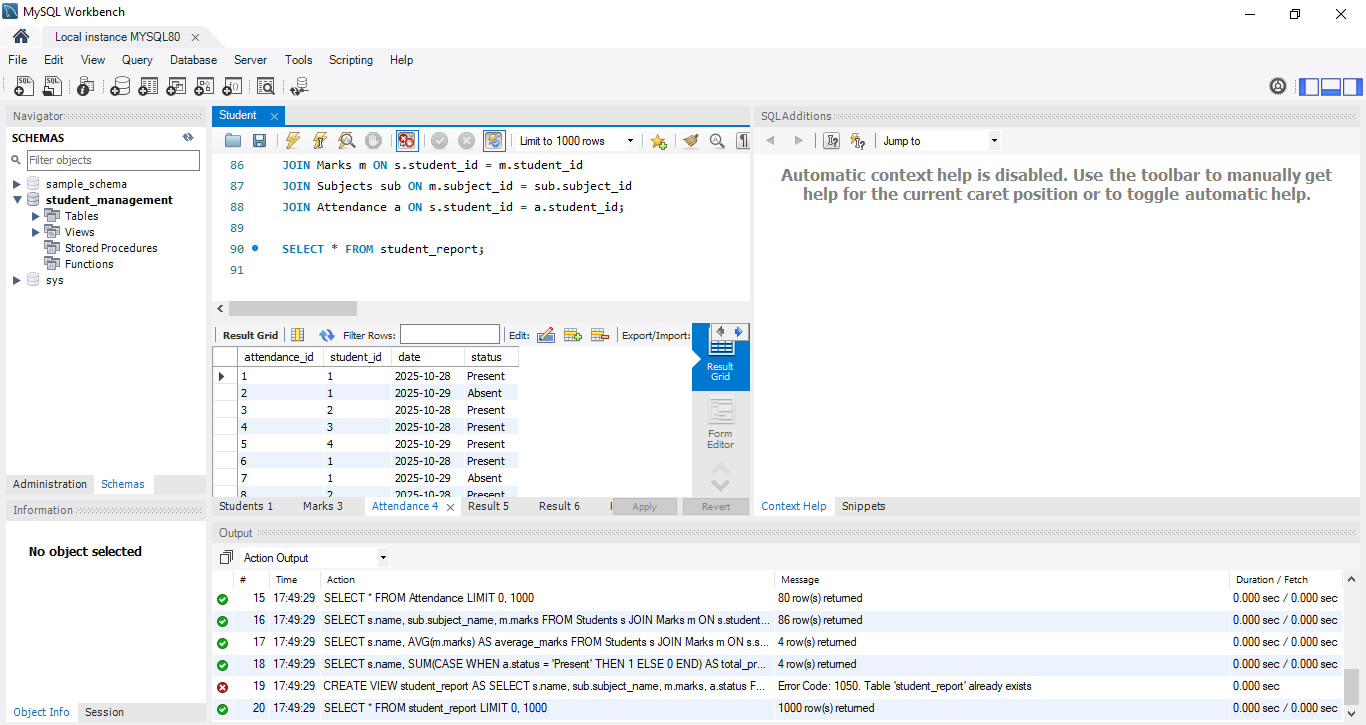 MySQL Workbench
Local instance MYSQL80
File Edit View Query Database Server Tools Scripting Help
Navigator
SCHEMAS
Filter objects
sample_schema
student_management
Tables
Views
Stored Procedures
Functions
sys
Administration Schemas
Information
No object selected
Object Info Session
Student
Limit to 1000 rows
86 JOIN Marks m ON s.student_id = m.student_id
87 JOIN Subjects sub ON m.subject_id = sub.subject_id
88 JOIN Attendance a ON s.student_id = a.student_id;
89
90 SELECT * FROM student_report;
91
Result Grid Filter Rows: Edit: Export/Import:
attendance_id student_id date status
1 1 2025-10-28 Present
2 1 2025-10-29 Absent
3 2 2025-10-28 Present
4 3 2025-10-28 Present
5 4 2025-10-29 Present
6 1 2025-10-28 Present
7 1 2025-10-29 Absent
8 2 2025-10-28 Present
Result
Grid
Form
Editor
Students 1 Marks 3 Attendance 4 Result 5 Result 6 Apply Revert
SQLAdditions
Jump to
Automatic context help is disabled. Use the toolbar to manually get
help for the current caret position or to toggle automatic help.
Context Help Snippets
Output
Action Output
# Time Action Message Duration / Fetch
15 17:49:29 SELECT * FROM Attendance LIMIT 0, 1000 80 row(s) returned 0.000 sec / 0.000 sec
16 17:49:29 SELECT s.name, sub.subject_name, m.marks FROM Students s JOIN Marks m ON s.student... 86 row(s) returned 0.000 sec / 0.000 sec
17 17:49:29 SELECT s.name, AVG(m.marks) AS average_marks FROM Students s JOIN Marks m ON s.s... 4 row(s) returned 0.000 sec / 0.000 sec
18 17:49:29 SELECT s.name, SUM(CASE WHEN a.status = 'Present' THEN 1 ELSE 0 END) AS total_pr... 4 row(s) returned 0.000 sec / 0.000 sec
19 17:49:29 CREATE VIEW student_report AS SELECT s.name, sub.subject_name, m.marks, a.status F... Error Code: 1050. Table 'student_report' already exists 0.000 sec
20 17:49:29 SELECT * FROM student_report LIMIT 0, 1000 1000 row(s) returned 0.000 sec / 0.000 sec